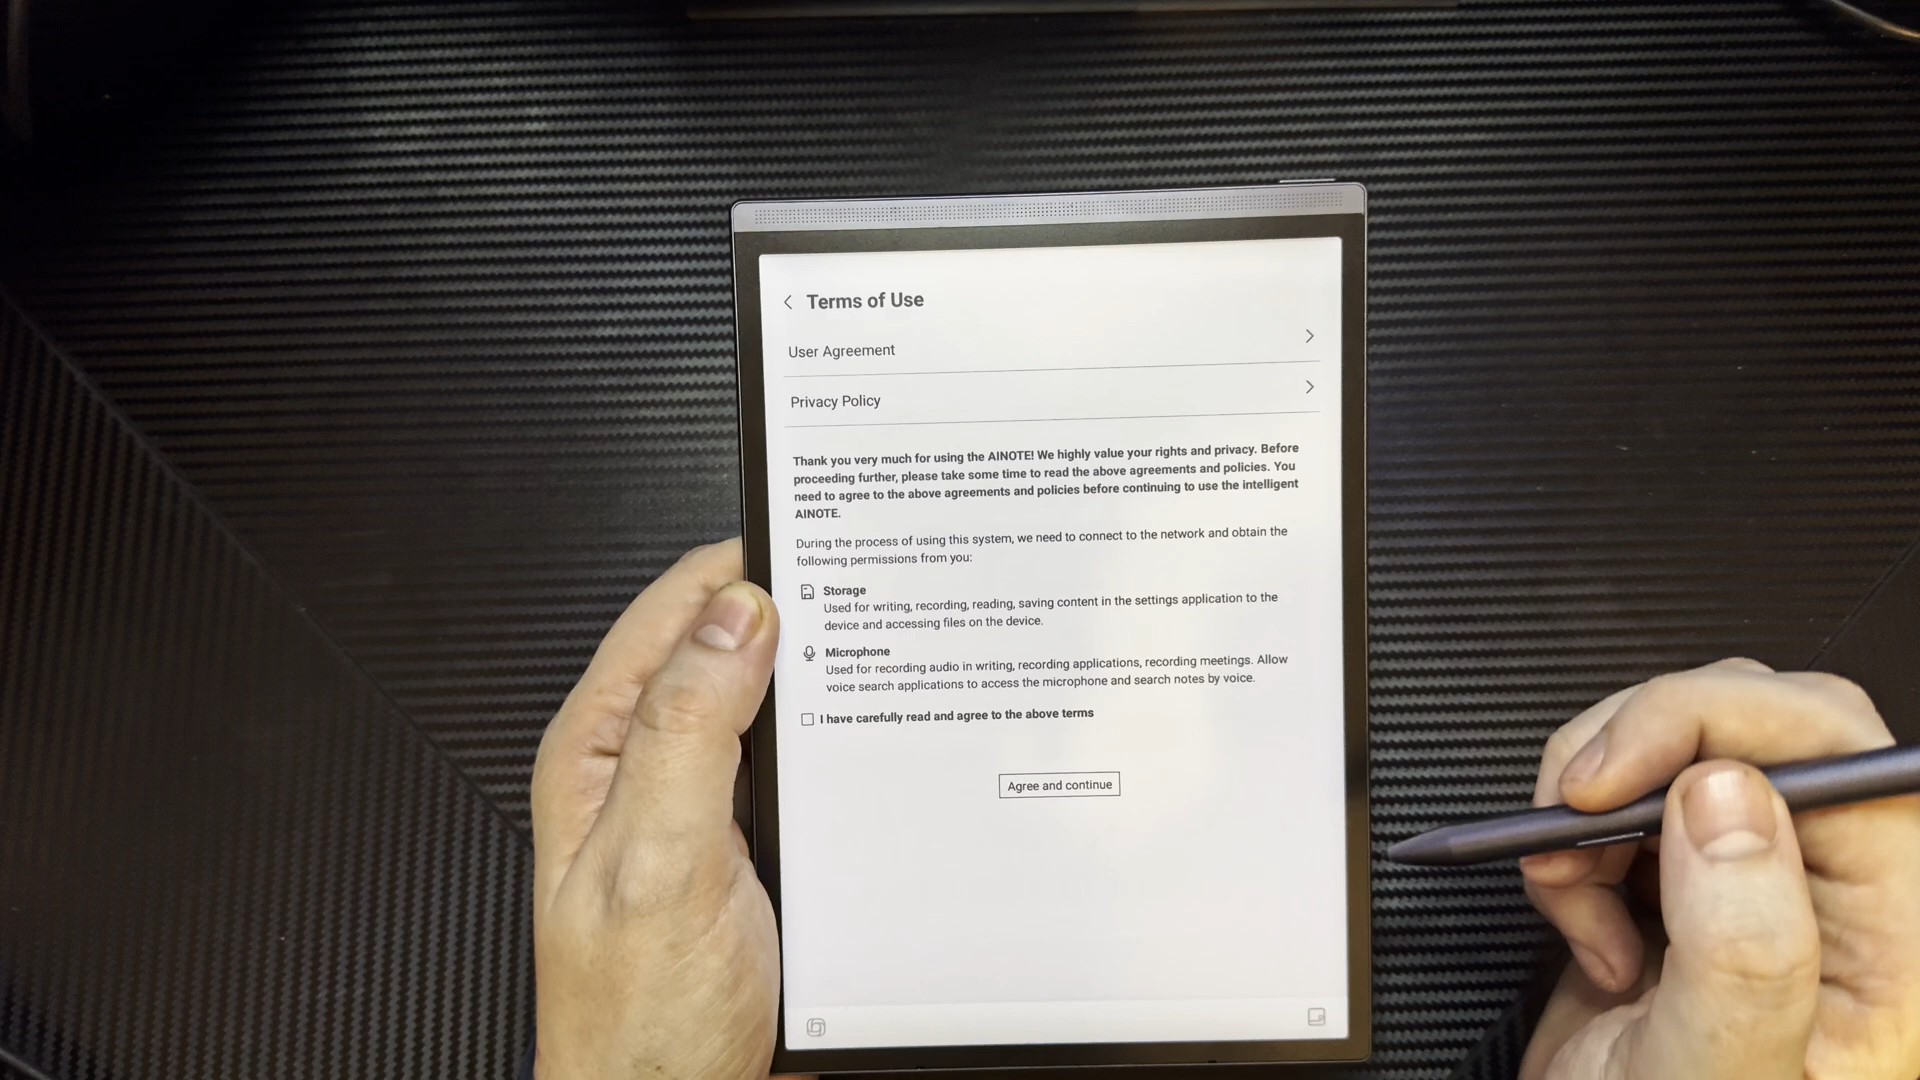 Terms of Use
User Agreement
Privacy Policy
Thank you very much for using the AINOTE! We highly value your rights and privacy. Before
proceeding further, please take some time to read the above agreements and policies. You
need to agree to the above agreements and policies before continuing to use the intelligent
AINOTE.
During the process of using this system, we need to connect to the network and obtain the
following permissions from you:
Storage
Used for writing, recording, reading, saving content in the settings application to the
device and accessing files on the device.
Microphone
Used for recording audio in writing, recording applications, recording meetings. Allow
voice search applications to access the microphone and search notes by voice.
I have carefully read and agree to the above terms
Agree and continue